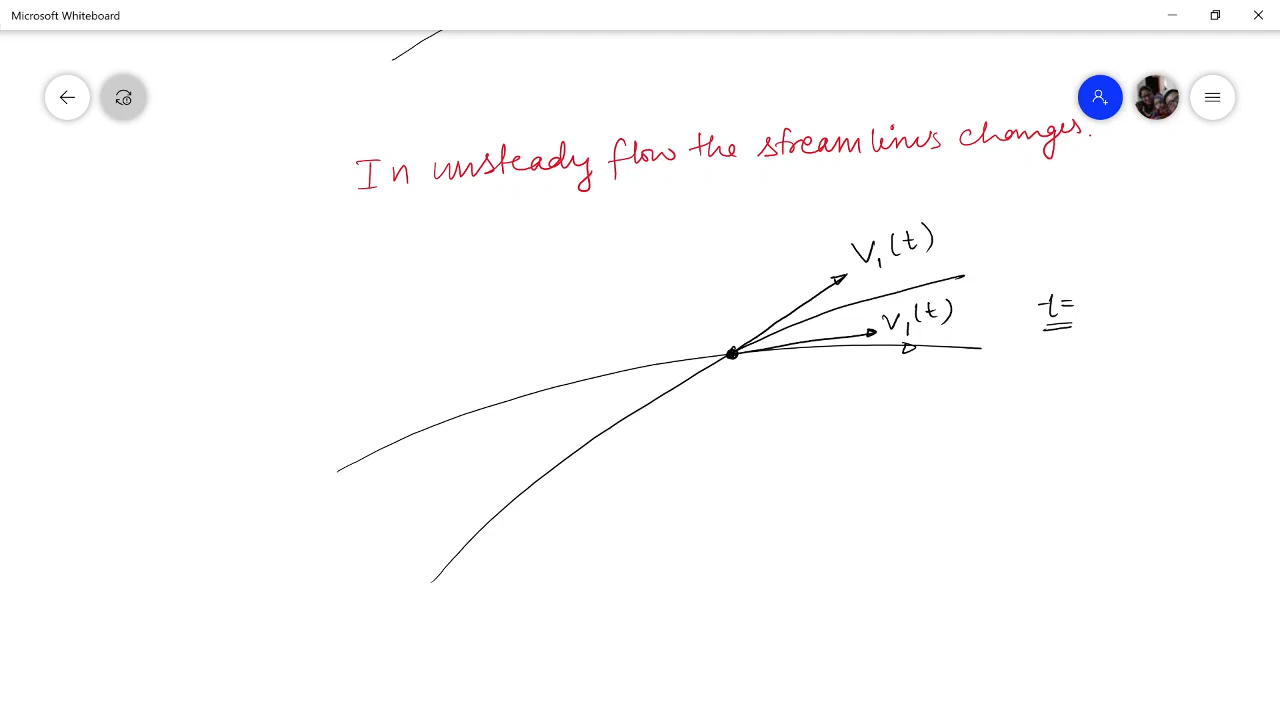 Microsoft Whiteboard
In unsteady flow the streamlines changes.
V₁(t)
V₁(t)
t=